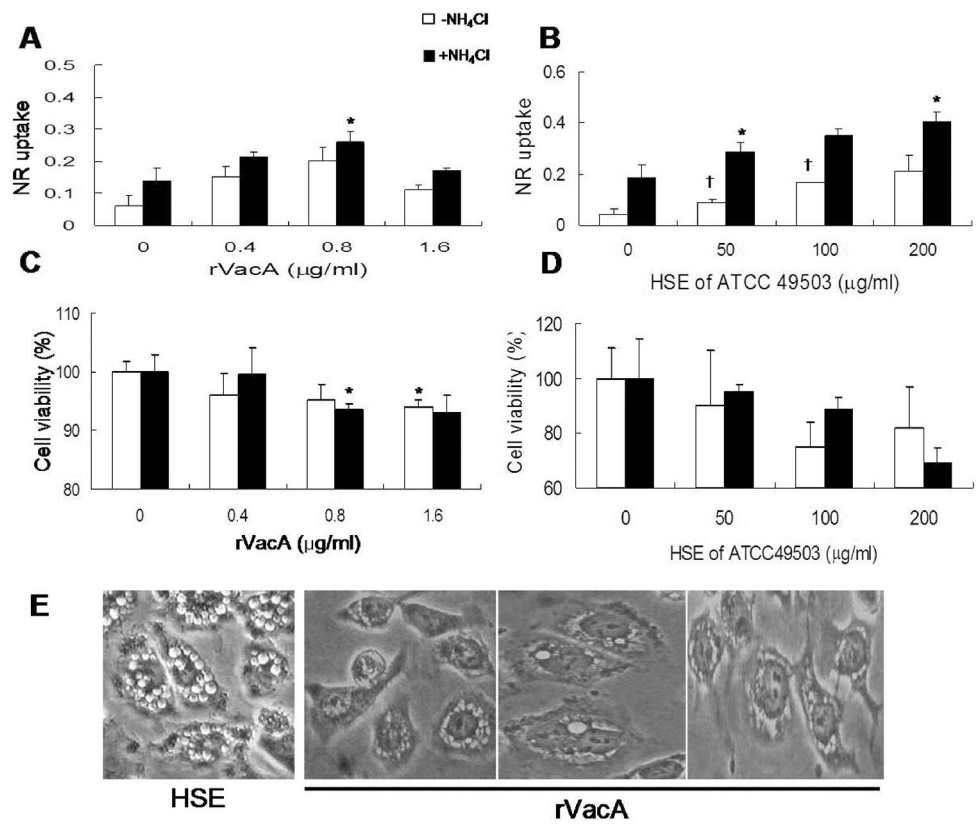 A
-NH₄Cl
+NH₄Cl
NR uptake
0.5
0.4
0.3
0.2
0.1
0
*
0 0.4 0.8 1.6
rVacA (μg/ml)
B
NR uptake
0.6
0.4
0.2
0
† * † *
0 50 100 200
HSE of ATCC 49503 (μg/ml)
C
Cell viability (%)
110
100
90
80
* *
0 0.4 0.8 1.6
rVacA (μg/ml)
D
Cell viability (%)
120
100
80
60
0 50 100 200
HSE of ATCC49503 (μg/ml)
E
HSE
rVacA